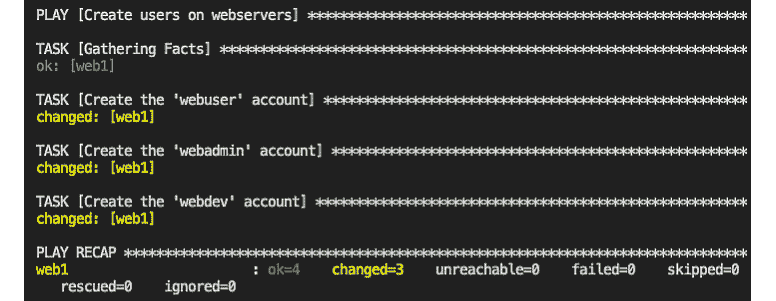 PLAY [Create users on webservers] ******************************************************
TASK [Gathering Facts] *****************************************************************
ok: [web1]
TASK [Create the 'webuser' account] ****************************************************
changed: [web1]
TASK [Create the 'webadmin' account] ***************************************************
changed: [web1]
TASK [Create the 'webdev' account] *****************************************************
changed: [web1]
PLAY RECAP *****************************************************************************
web1 : ok=4 changed=3 unreachable=0 failed=0 skipped=0
rescued=0 ignored=0